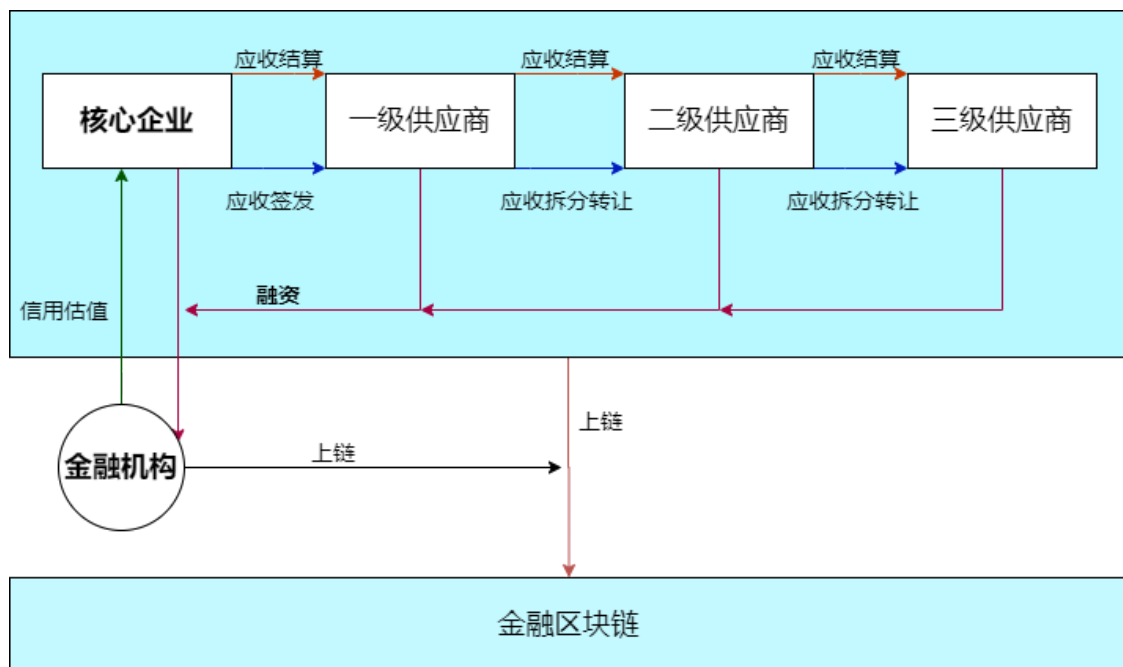 应收结算
应收结算
应收结算
核心企业
一级供应商
二级供应商
三级供应商
应收签发
应收拆分转让
应收拆分转让
融资
信用估值
上链
上链
金融机构
金融区块链